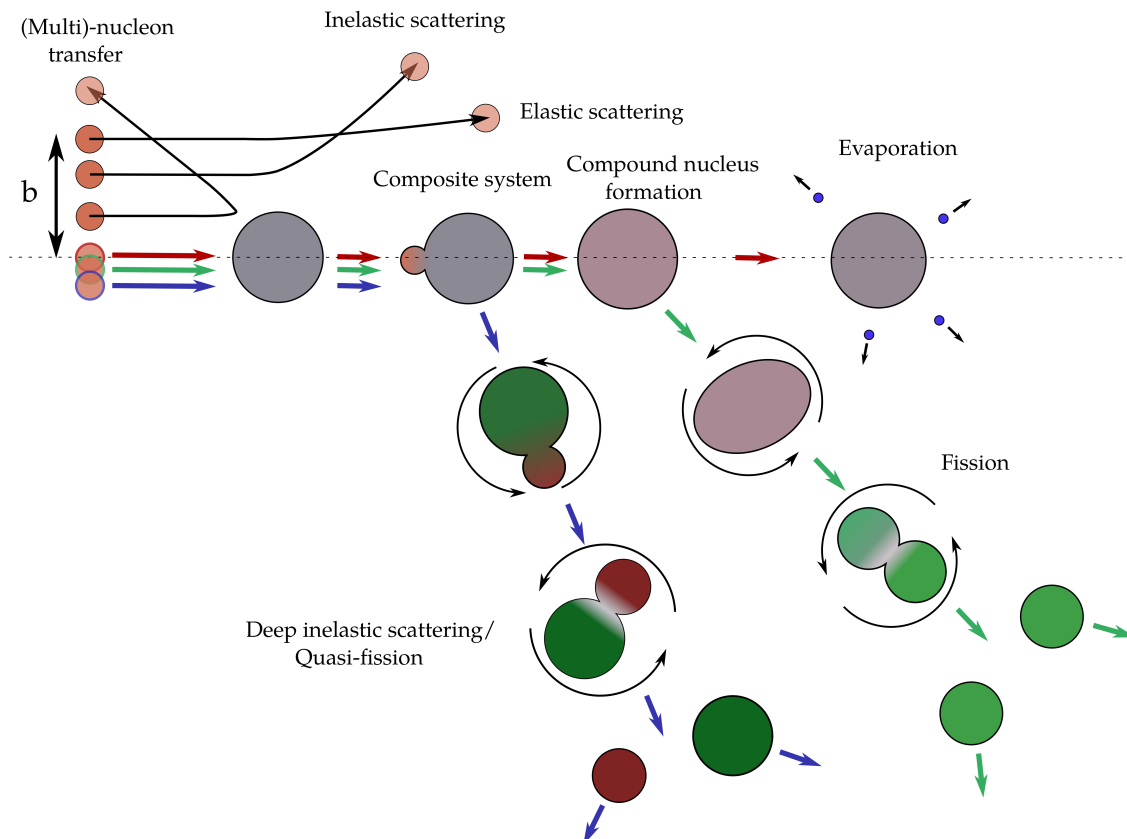 (Multi)-nucleon
transfer
Inelastic scattering
Elastic scattering
b
Composite system
Compound nucleus
formation
Evaporation
Fission
Deep inelastic scattering/
Quasi-fission